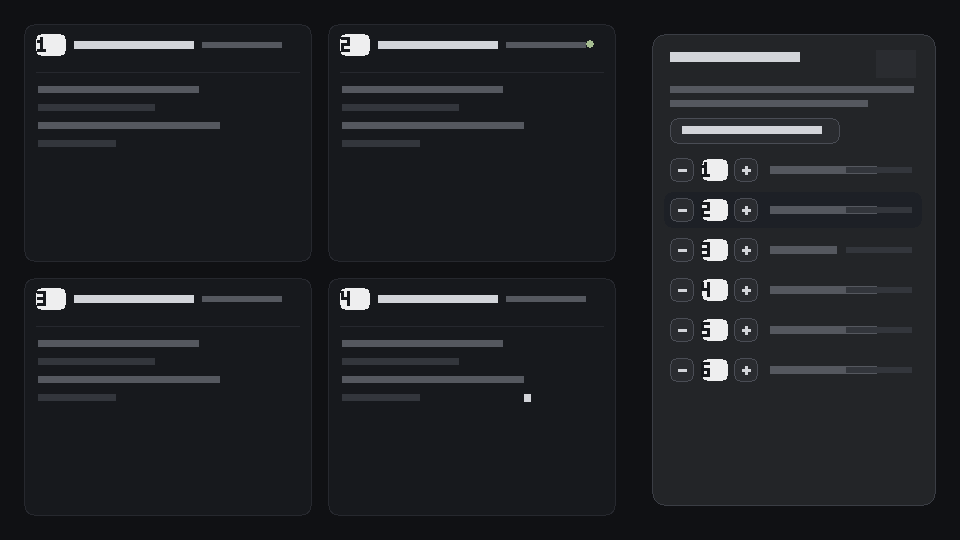 1
2
3
4
− 1 +
− 2 +
− 3 +
− 4 +
− 5 +
− 6 +